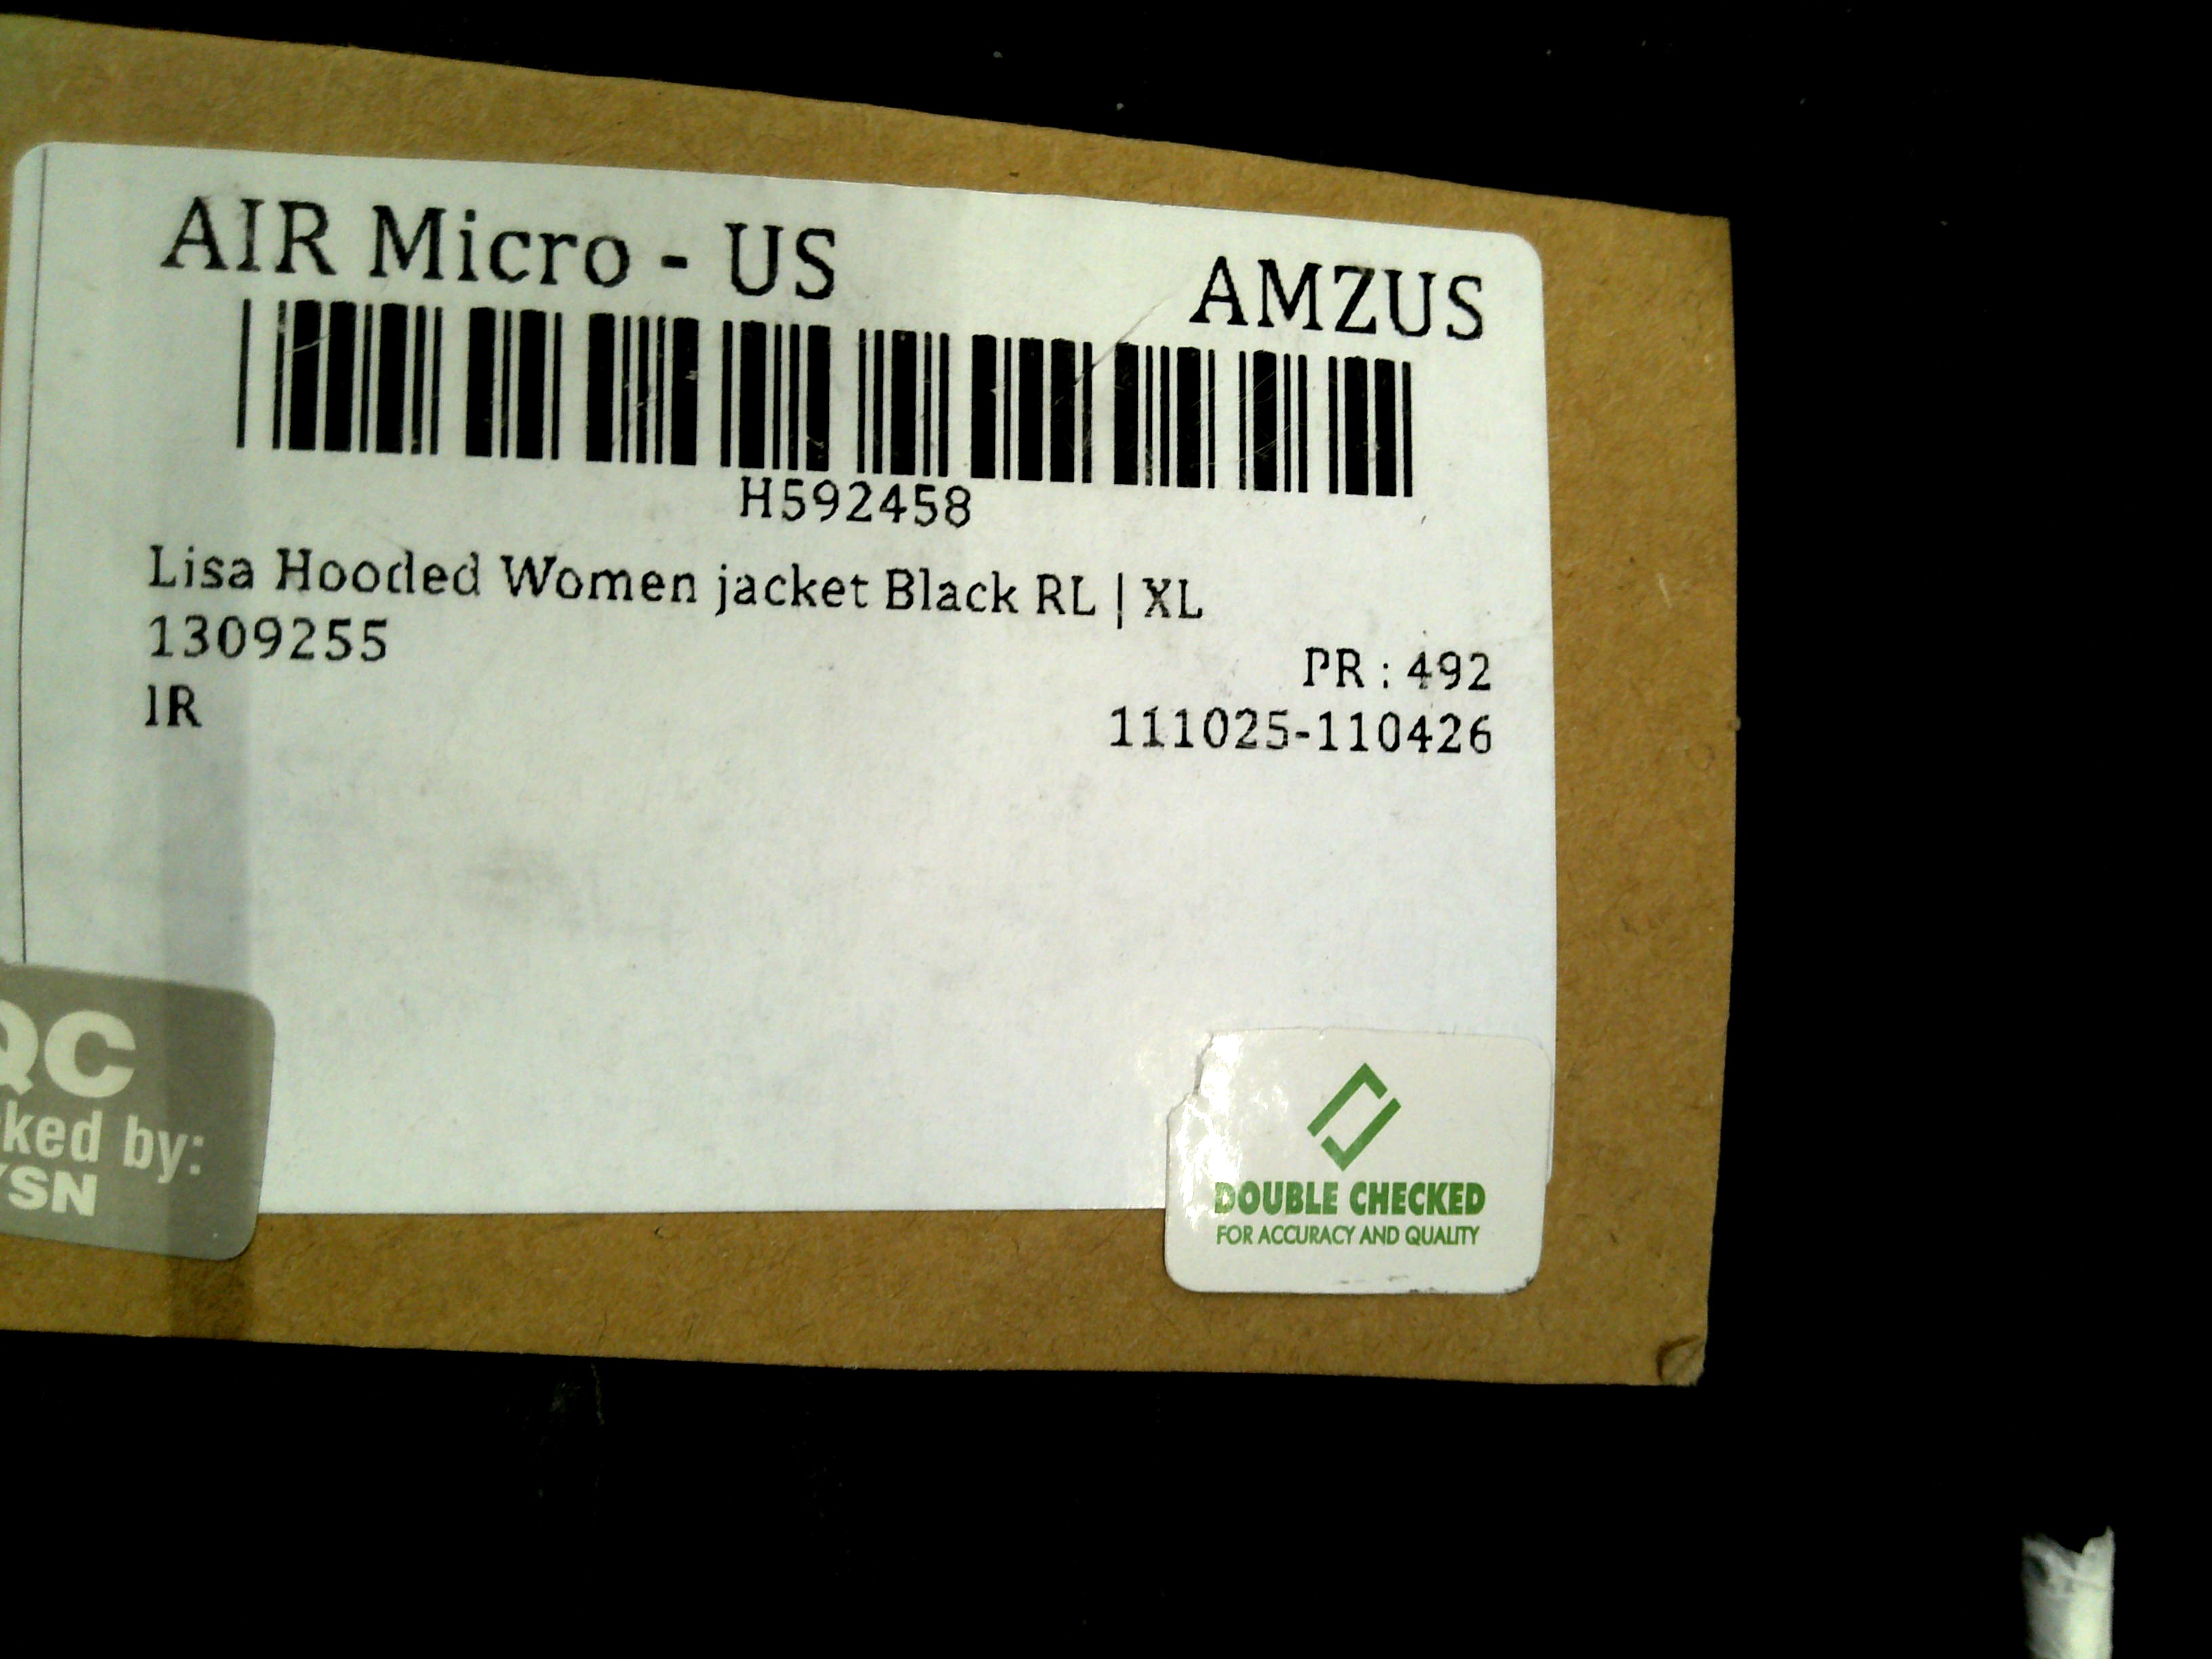 AIR Micro - US
AMZUS
H592458
Lisa Hooded Women jacket Black RL | XL
1309255
PR : 492
IR
111025-110426
QC
ked by:
YSN
DOUBLE CHECKED
FOR ACCURACY AND QUALITY